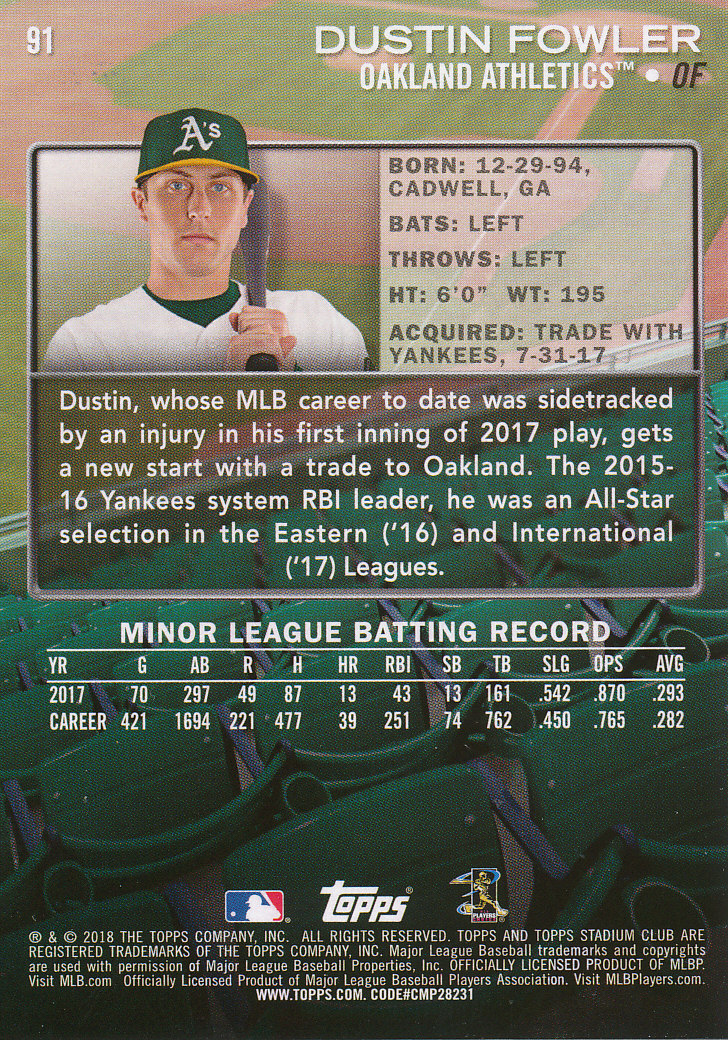 91
DUSTIN FOWLER
OAKLAND ATHLETICS™ • OF
A's
BORN: 12-29-94,
CADWELL, GA
BATS: LEFT
THROWS: LEFT
HT: 6'0" WT: 195
ACQUIRED: TRADE WITH
YANKEES, 7-31-17
Dustin, whose MLB career to date was sidetracked
by an injury in his first inning of 2017 play, gets
a new start with a trade to Oakland. The 2015-
16 Yankees system RBI leader, he was an All-Star
selection in the Eastern ('16) and International
('17) Leagues.
MINOR LEAGUE BATTING RECORD
YR G AB R H HR RBI SB TB SLG OPS AVG
2017 70 297 49 87 13 43 13 161 .542 .870 .293
CAREER 421 1694 221 477 39 251 74 762 .450 .765 .282
Topps®
PLAYERS
® & © 2018 THE TOPPS COMPANY, INC. ALL RIGHTS RESERVED. TOPPS AND TOPPS STADIUM CLUB ARE
REGISTERED TRADEMARKS OF THE TOPPS COMPANY, INC. Major League Baseball trademarks and copyrights
are used with permission of Major League Baseball Properties, Inc. OFFICIALLY LICENSED PRODUCT OF MLBP.
Visit MLB.com Officially Licensed Product of Major League Baseball Players Association. Visit MLBPlayers.com.
WWW.TOPPS.COM. CODE#CMP28231